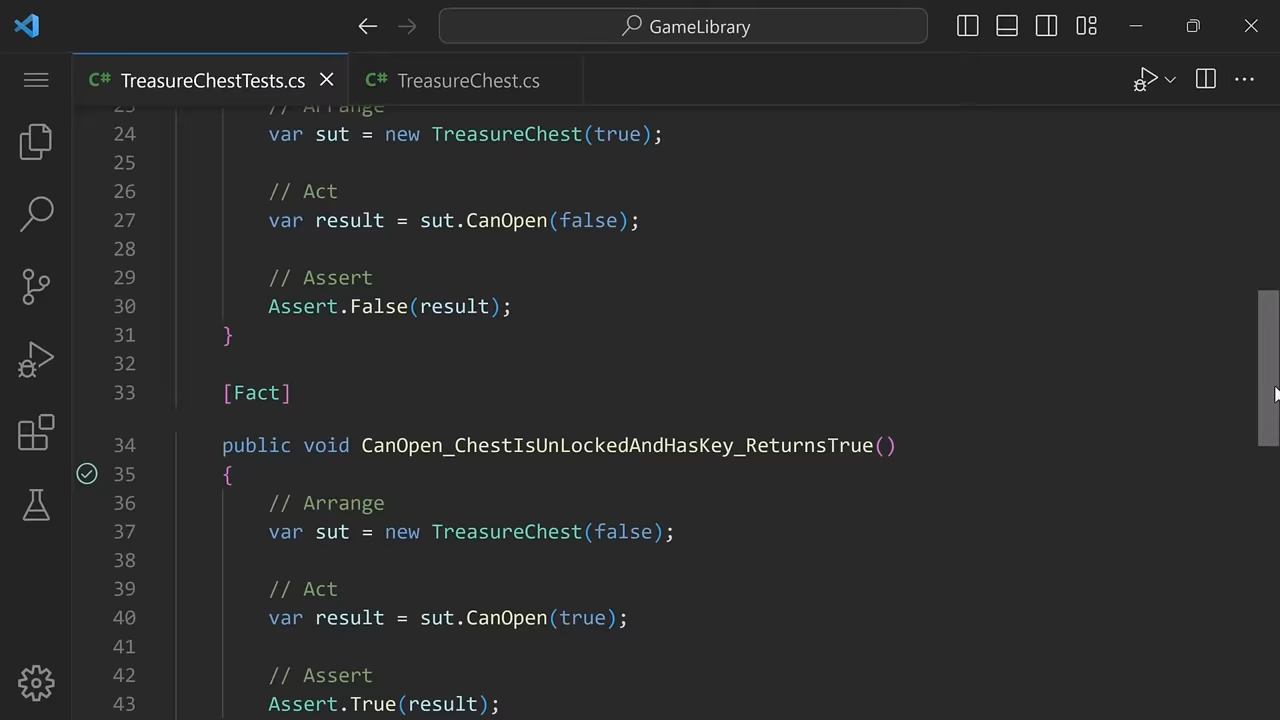 GameLibrary
C# TreasureChestTests.cs
C# TreasureChest.cs
23 // Arrange
24 var sut = new TreasureChest(true);
25
26 // Act
27 var result = sut.CanOpen(false);
28
29 // Assert
30 Assert.False(result);
31 }
32
33 [Fact]
34 public void CanOpen_ChestIsUnLockedAndHasKey_ReturnsTrue()
35 {
36 // Arrange
37 var sut = new TreasureChest(false);
38
39 // Act
40 var result = sut.CanOpen(true);
41
42 // Assert
43 Assert.True(result);